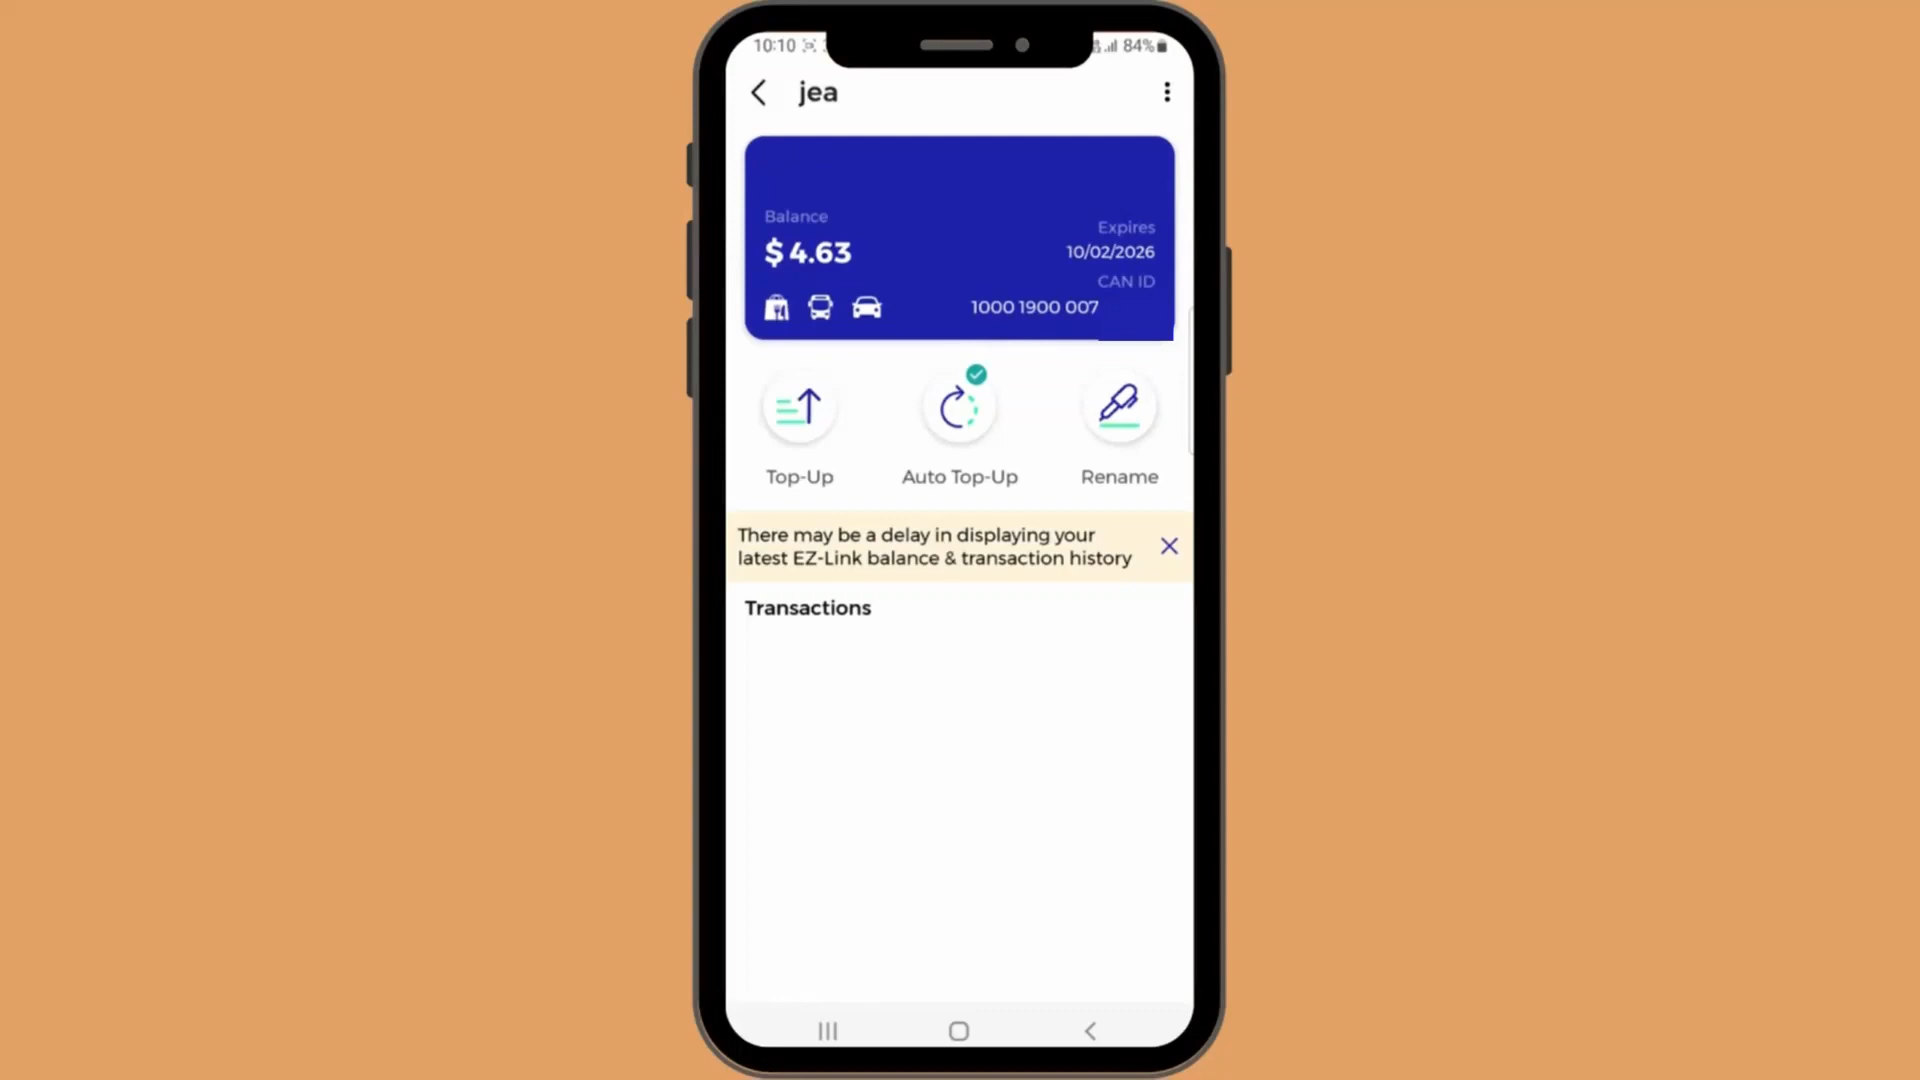 10:10
84%
jea
Balance
$ 4.63
Expires
10/02/2026
CAN ID
1000 1900 007
Top-Up
Auto Top-Up
Rename
There may be a delay in displaying your
latest EZ-Link balance & transaction history
Transactions